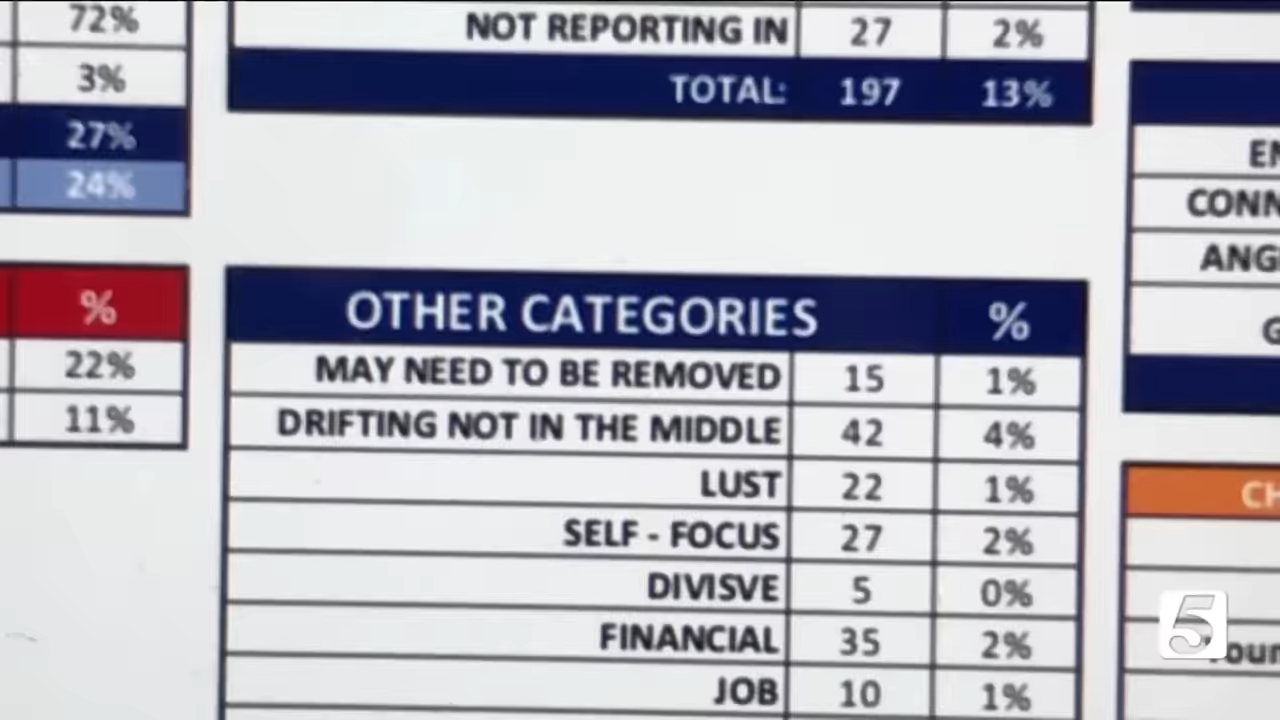 72%
3%
27%
24%
%
22%
11%
NOT REPORTING IN 27 2%
TOTAL: 197 13%
OTHER CATEGORIES %
MAY NEED TO BE REMOVED 15 1%
DRIFTING NOT IN THE MIDDLE 42 4%
LUST 22 1%
SELF - FOCUS 27 2%
DIVISVE 5 0%
FINANCIAL 35 2%
JOB 10 1%
EN
CONN
ANG
G
CH
5